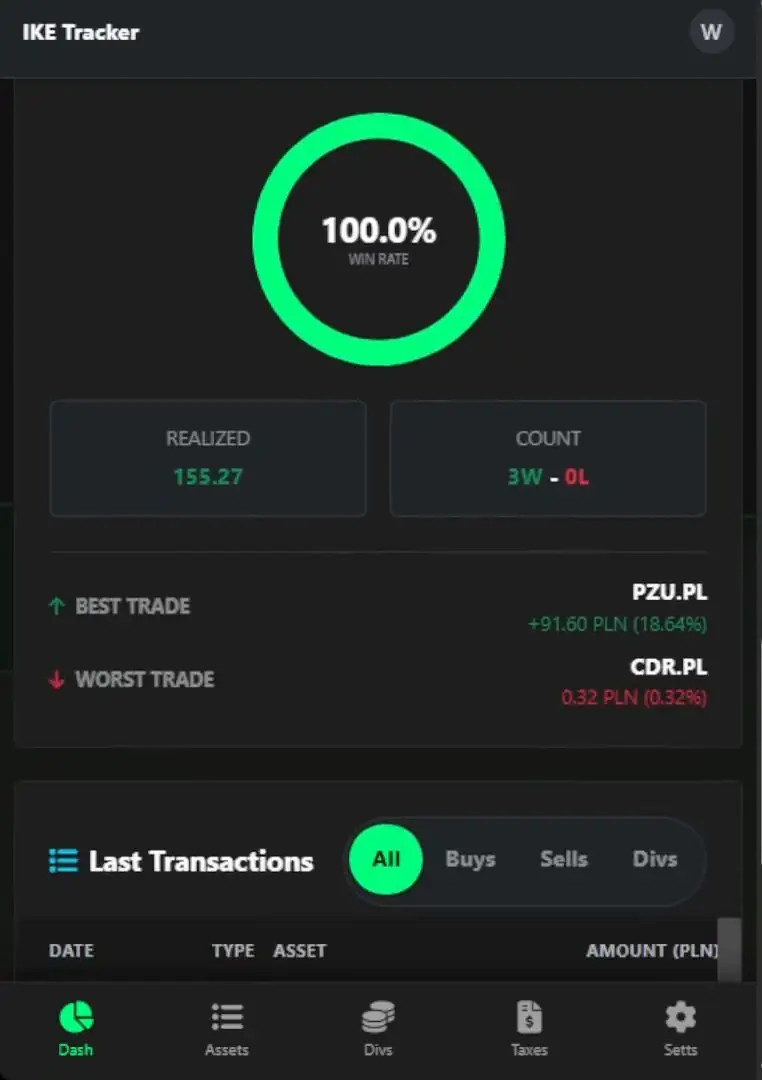 IKE Tracker
W
100.0%
WIN RATE
REALIZED
155.27
COUNT
3W - 0L
BEST TRADE
PZU.PL
+91.60 PLN (18.64%)
WORST TRADE
CDR.PL
0.32 PLN (0.32%)
Last Transactions
All Buys Sells Divs
DATE TYPE ASSET AMOUNT (PLN)
Dash Assets Divs Taxes Setts